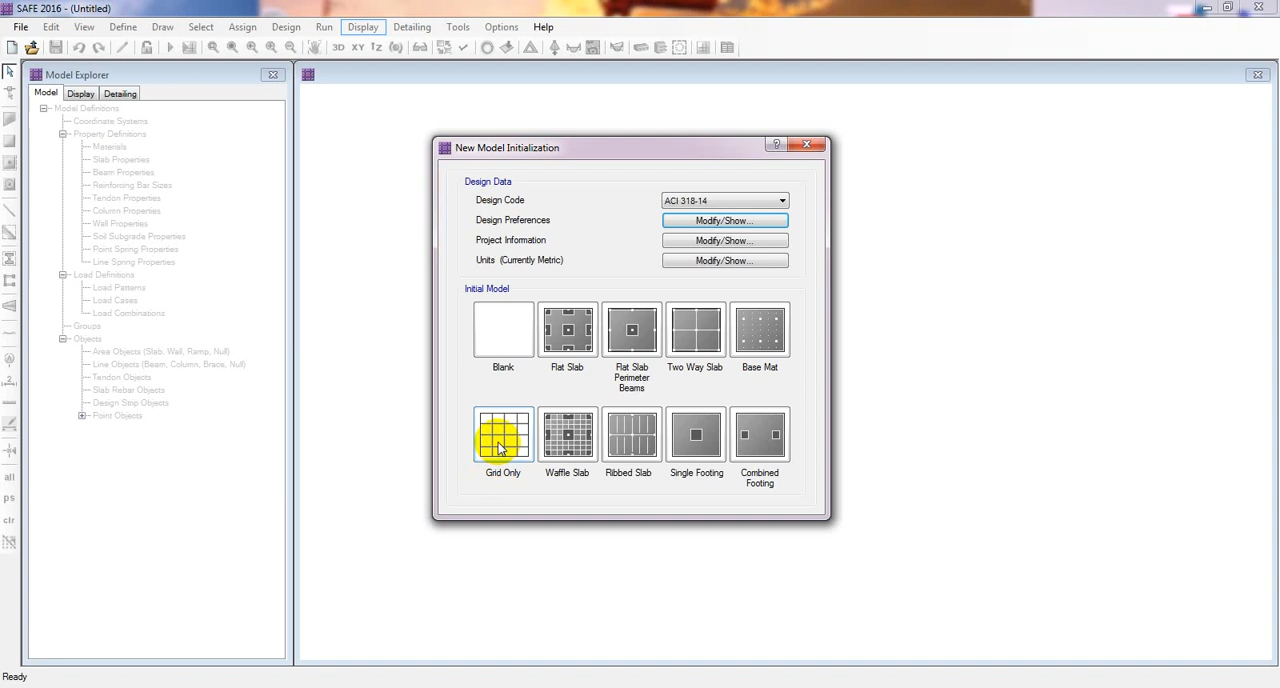 SAFE 2016 - (Untitled)
File Edit View Define Draw Select Assign Design Run Display Detailing Tools Options Help
3D XY
Model Explorer
Model Display Detailing
Model Definitions
Coordinate Systems
Property Definitions
Materials
Slab Properties
Beam Properties
Reinforcing Bar Sizes
Tendon Properties
Column Properties
Wall Properties
Soil Subgrade Properties
Point Spring Properties
Line Spring Properties
Load Definitions
Load Patterns
Load Cases
Load Combinations
Groups
Objects
Area Objects (Slab, Wall, Ramp, Null)
Line Objects (Beam, Column, Brace, Null)
Tendon Objects
Slab Rebar Objects
Design Strip Objects
Point Objects
all
ps
clr
New Model Initialization
?
Design Data
Design Code ACI 318-14
Design Preferences Modify/Show...
Project Information Modify/Show...
Units (Currently Metric) Modify/Show...
Initial Model
Blank Flat Slab Flat Slab Perimeter Beams Two Way Slab Base Mat
Grid Only Waffle Slab Ribbed Slab Single Footing Combined Footing
Ready